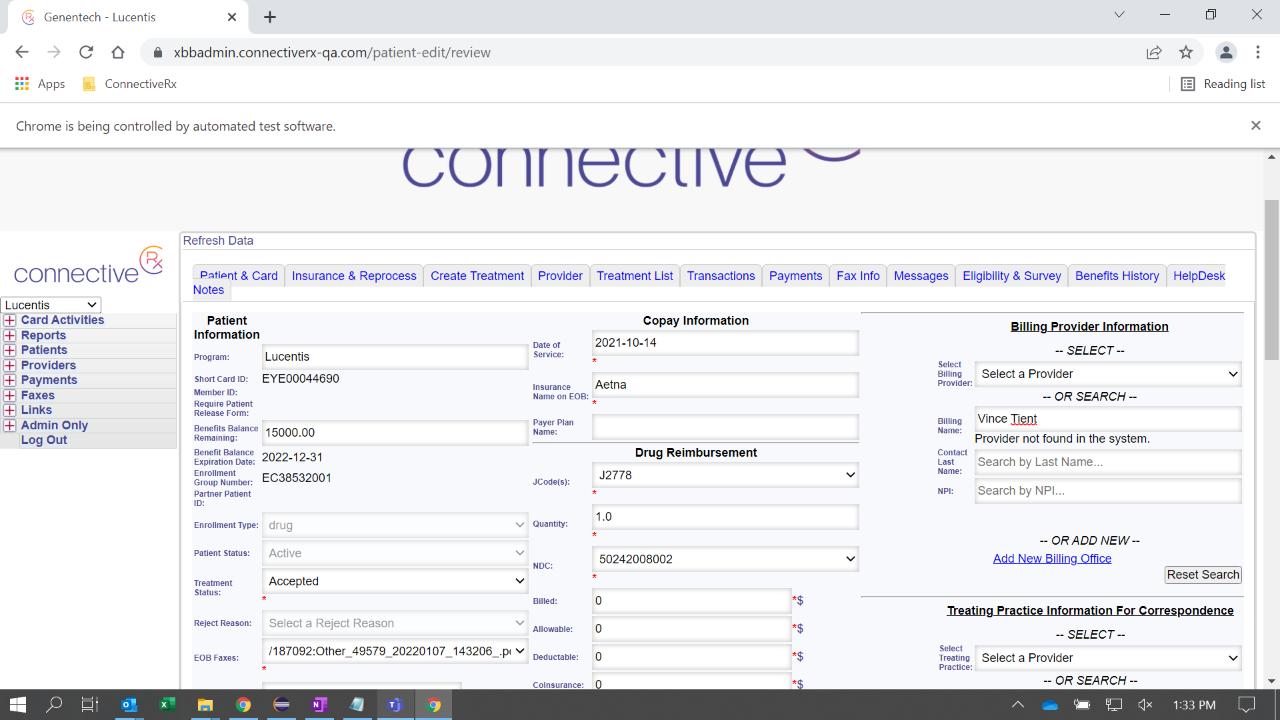 Genentech - Lucentis
xbbadmin.connectiverx-qa.com/patient-edit/review
Apps
ConnectiveRx
Reading list
Chrome is being controlled by automated test software.
connective
Rx
connective
Refresh Data
Patient & Card
Insurance & Reprocess
Create Treatment
Provider
Treatment List
Transactions
Payments
Fax Info
Messages
Eligibility & Survey
Benefits History
HelpDesk Notes
Lucentis
Card Activities
Reports
Patients
Providers
Payments
Faxes
Links
Admin Only
Log Out
Patient Information
Program:
Lucentis
Short Card ID:
EYE00044690
Member ID:
Require Patient Release Form:
Benefits Balance Remaining:
15000.00
Benefit Balance Expiration Date:
2022-12-31
Enrollment Group Number:
EC38532001
Partner Patient ID:
Enrollment Type:
drug
Patient Status:
Active
Treatment Status:
Accepted
*
Reject Reason:
Select a Reject Reason
EOB Faxes:
/187092:Other_49579_20220107_143206_.p
*
Copay Information
Date of Service:
2021-10-14
*
Insurance Name on EOB:
Aetna
*
Payer Plan Name:
Drug Reimbursement
JCode(s):
J2778
*
Quantity:
1.0
*
NDC:
50242008002
*
Billed:
0
*$
Allowable:
0
*$
Deductable:
0
*$
CoInsurance:
0
*$
Billing Provider Information
-- SELECT --
Select Billing Provider:
Select a Provider
-- OR SEARCH --
Billing Name:
Vince Tient
Provider not found in the system.
Contact Last Name:
Search by Last Name...
NPI:
Search by NPI...
-- OR ADD NEW --
Add New Billing Office
Reset Search
Treating Practice Information For Correspondence
-- SELECT --
Select Treating Practice:
Select a Provider
-- OR SEARCH --
1:33 PM